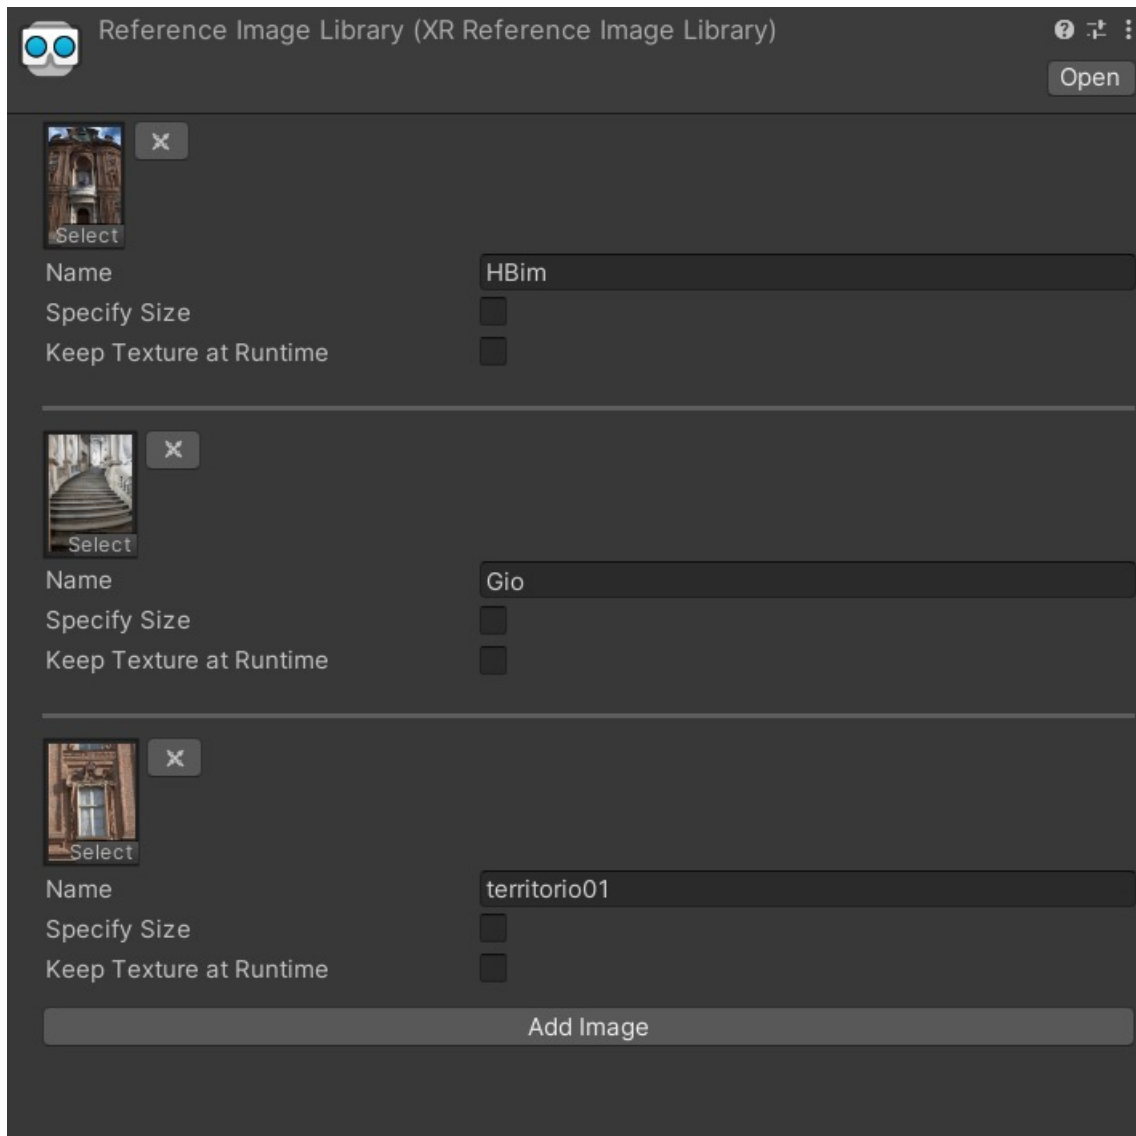 Reference Image Library (XR Reference Image Library)
Open
Select
Name HBim
Specify Size
Keep Texture at Runtime
Select
Name Gio
Specify Size
Keep Texture at Runtime
Select
Name territorio01
Specify Size
Keep Texture at Runtime
Add Image